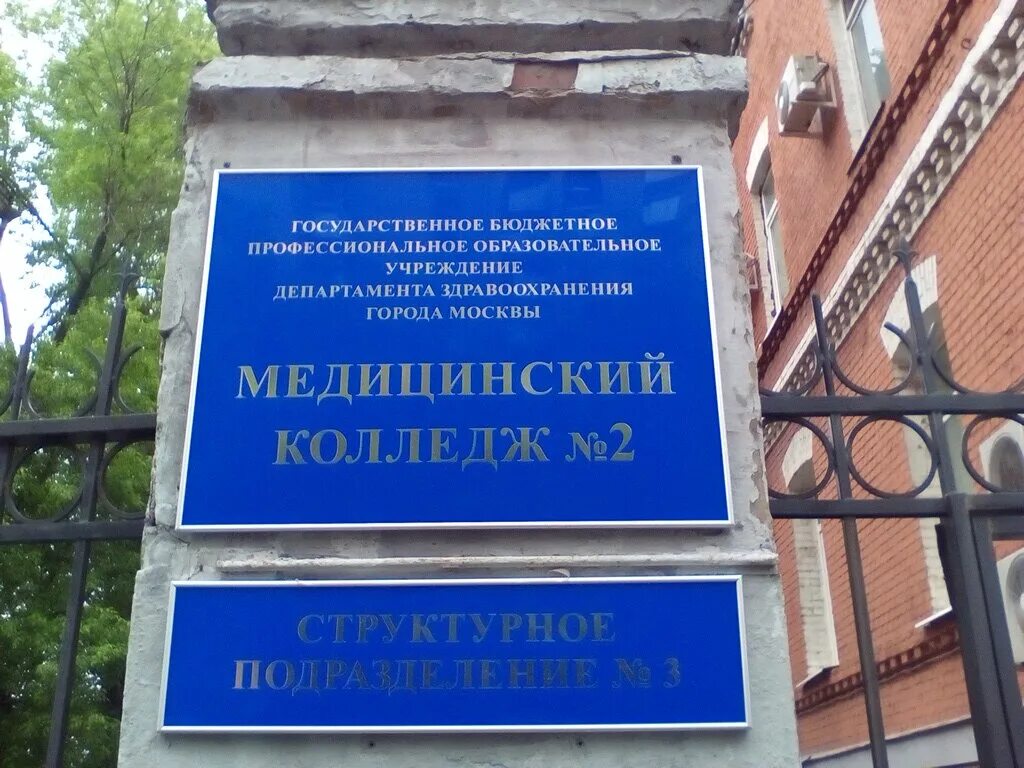 ГОСУДАРСТВЕННОЕ БЮДЖЕТНОЕ
ПРОФЕССИОНАЛЬНОЕ ОБРАЗОВАТЕЛЬНОЕ
УЧРЕЖДЕНИЕ
ДЕПАРТАМЕНТА ЗДРАВООХРАНЕНИЯ
ГОРОДА МОСКВЫ
МЕДИЦИНСКИЙ
КОЛЛЕДЖ №2
СТРУКТУРНОЕ
ПОДРАЗДЕЛЕНИЕ № 3